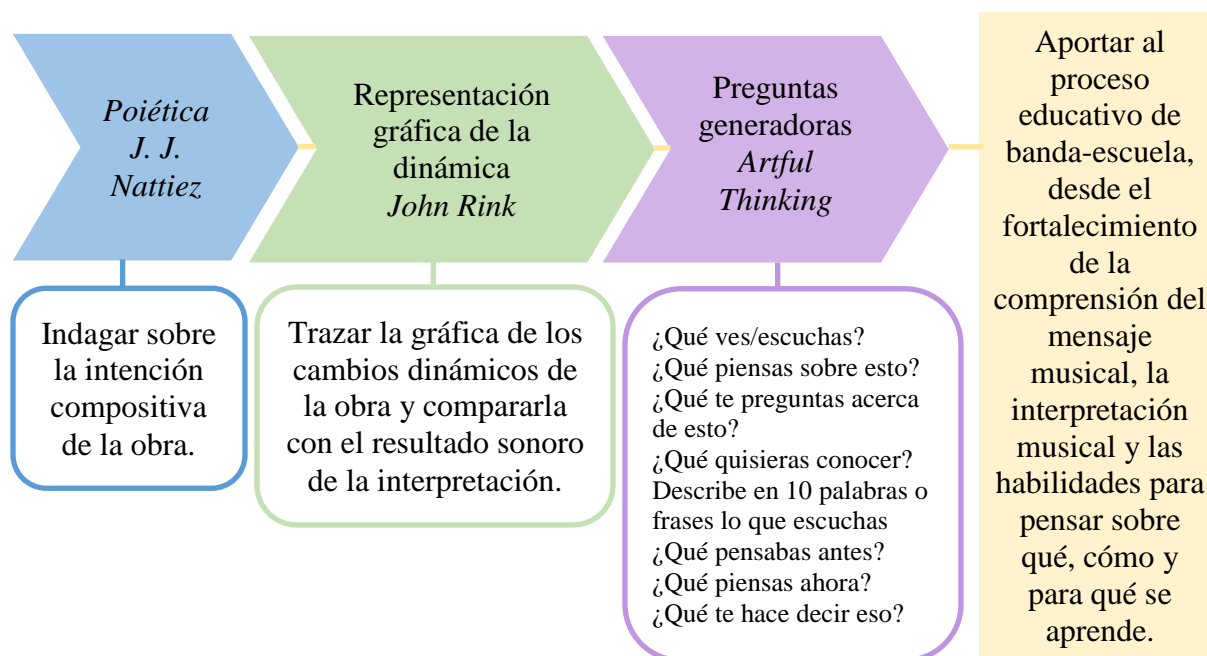 Poiética
J. J.
Nattiez
Indagar sobre
la intención
compositiva
de la obra.
Representación
gráfica de la
dinámica
John Rink
Trazar la gráfica de los
cambios dinámicos de
la obra y compararla
con el resultado sonoro
de la interpretación.
Preguntas
generadoras
Artful
Thinking
¿Qué ves/escuchas?
¿Qué piensas sobre esto?
¿Qué te preguntas acerca
de esto?
¿Qué quisieras conocer?
Describe en 10 palabras o
frases lo que escuchas
¿Qué pensabas antes?
¿Qué piensas ahora?
¿Qué te hace decir eso?
Aportar al
proceso
educativo de
banda-escuela,
desde el
fortalecimiento
de la
comprensión del
mensaje
musical, la
interpretación
musical y las
habilidades para
pensar sobre
qué, cómo y
para qué se
aprende.